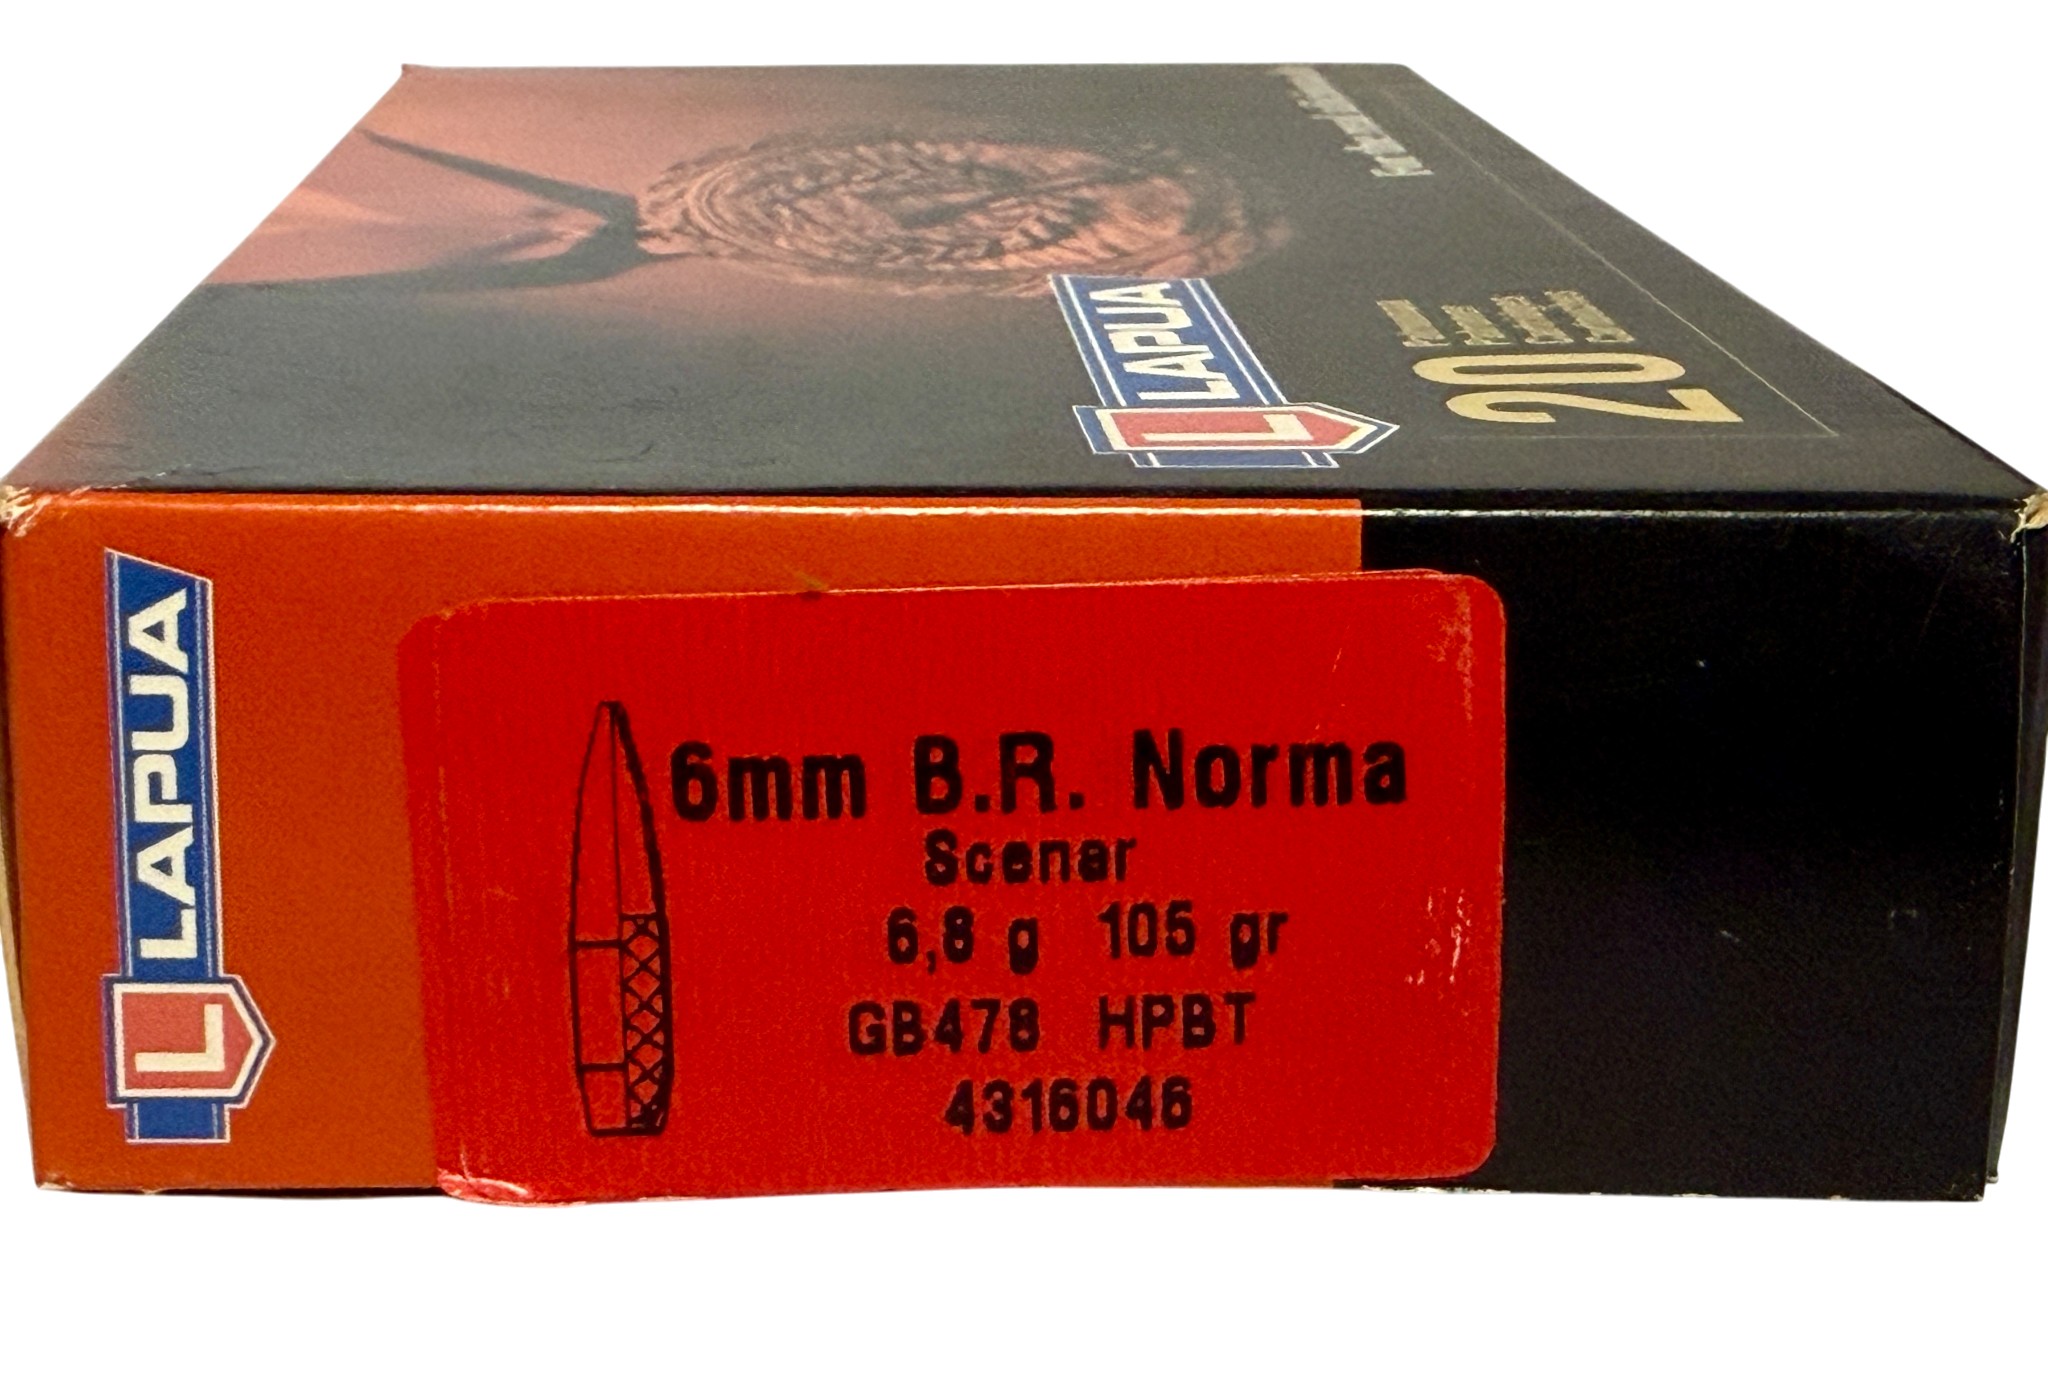 LAPUA
L
20
LAPUA
L
6mm B.R. Norma
Scenar
6,8 g 105 gr
GB478 HPBT
4316046